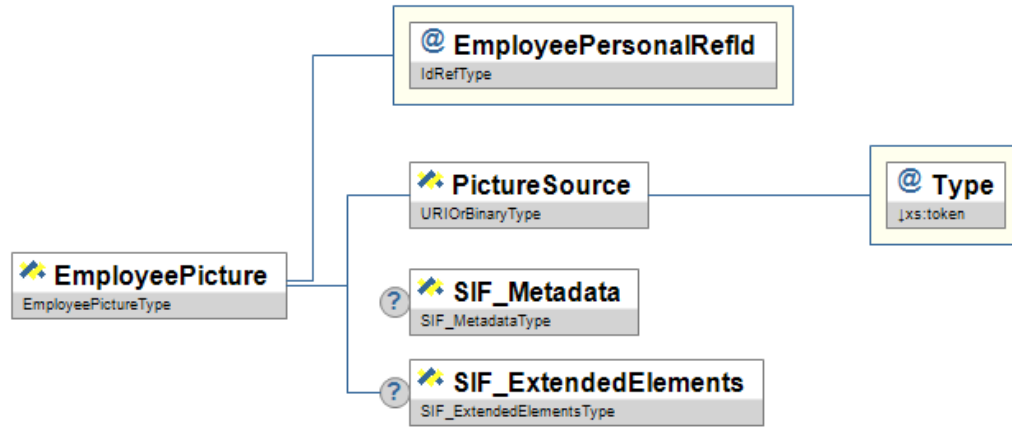 @ EmployeePersonalRefId
IdRefType
PictureSource
URIOrBinaryType
@ Type
↓xs:token
EmployeePicture
EmployeePictureType
? SIF_Metadata
SIF_MetadataType
? SIF_ExtendedElements
SIF_ExtendedElementsType